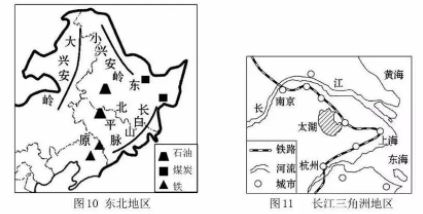 大兴安岭
小兴安岭
东北平原
长白山脉
石油
煤炭
铁
图10 东北地区
黄海
长江
南京
太湖
上海
杭州
东海
铁路
河流
城市
图11 长江三角洲地区